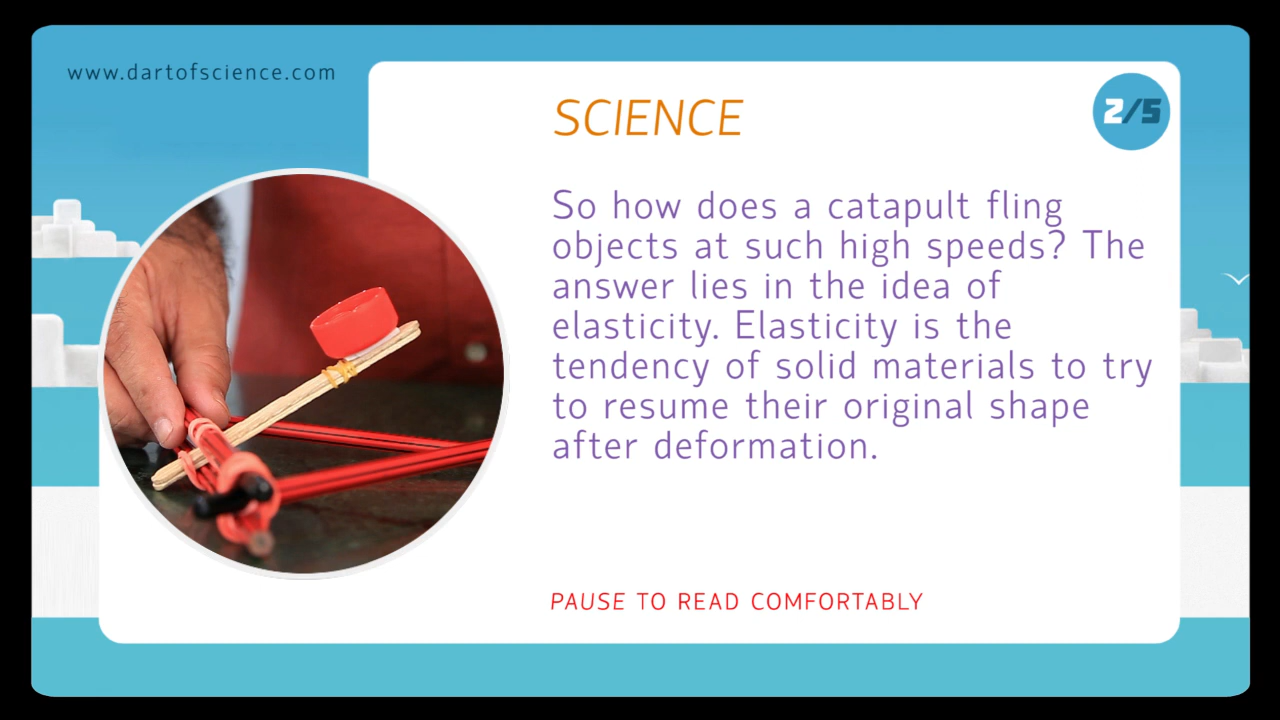 www.dartofscience.com
SCIENCE
2/5
So how does a catapult fling
objects at such high speeds? The
answer lies in the idea of
elasticity. Elasticity is the
tendency of solid materials to try
to resume their original shape
after deformation.
PAUSE TO READ COMFORTABLY